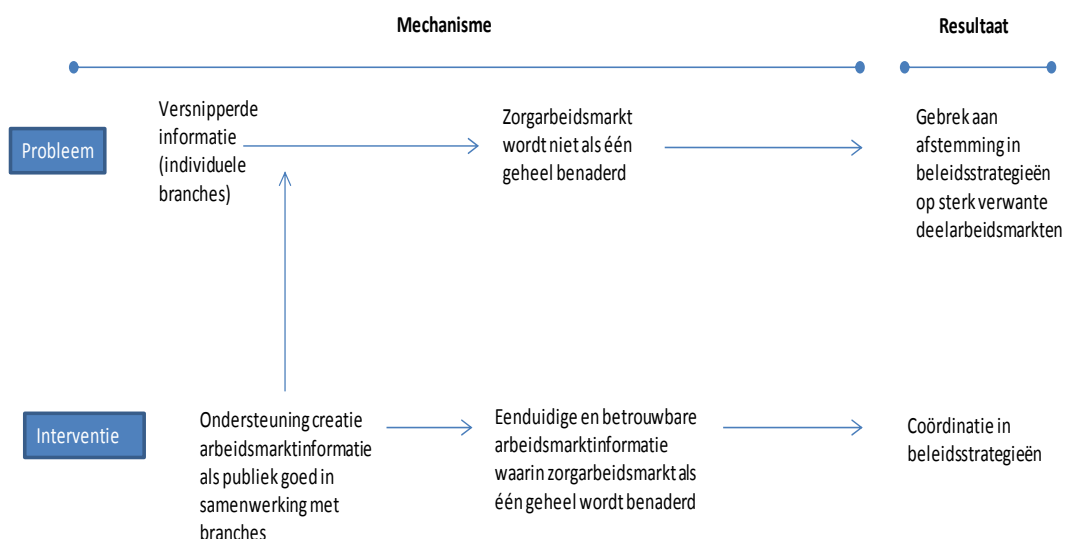 Mechanisme
Resultaat
Probleem
Versnipperde
informatie
(individuele
branches)
Zorgarbeidsmarkt
wordt niet als één
geheel benaderd
Gebrek aan
afstemming in
beleidsstrategieën
op sterk verwante
deelarbeidsmarkten
Interventie
Ondersteuning creatie
arbeidsmarktinformatie
als publiek goed in
samenwerking met
branches
Eenduidige en betrouwbare
arbeidsmarktinformatie
waarin zorgarbeidsmarkt als
één geheel wordt benaderd
Coördinatie in
beleidsstrategieën